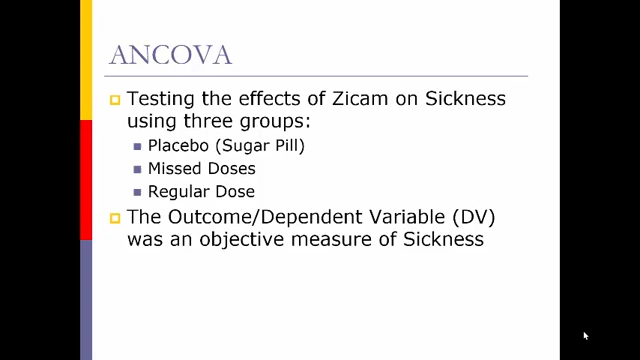 ANCOVA
Testing the effects of Zicam on Sickness
using three groups:
Placebo (Sugar Pill)
Missed Doses
Regular Dose
The Outcome/Dependent Variable (DV)
was an objective measure of Sickness